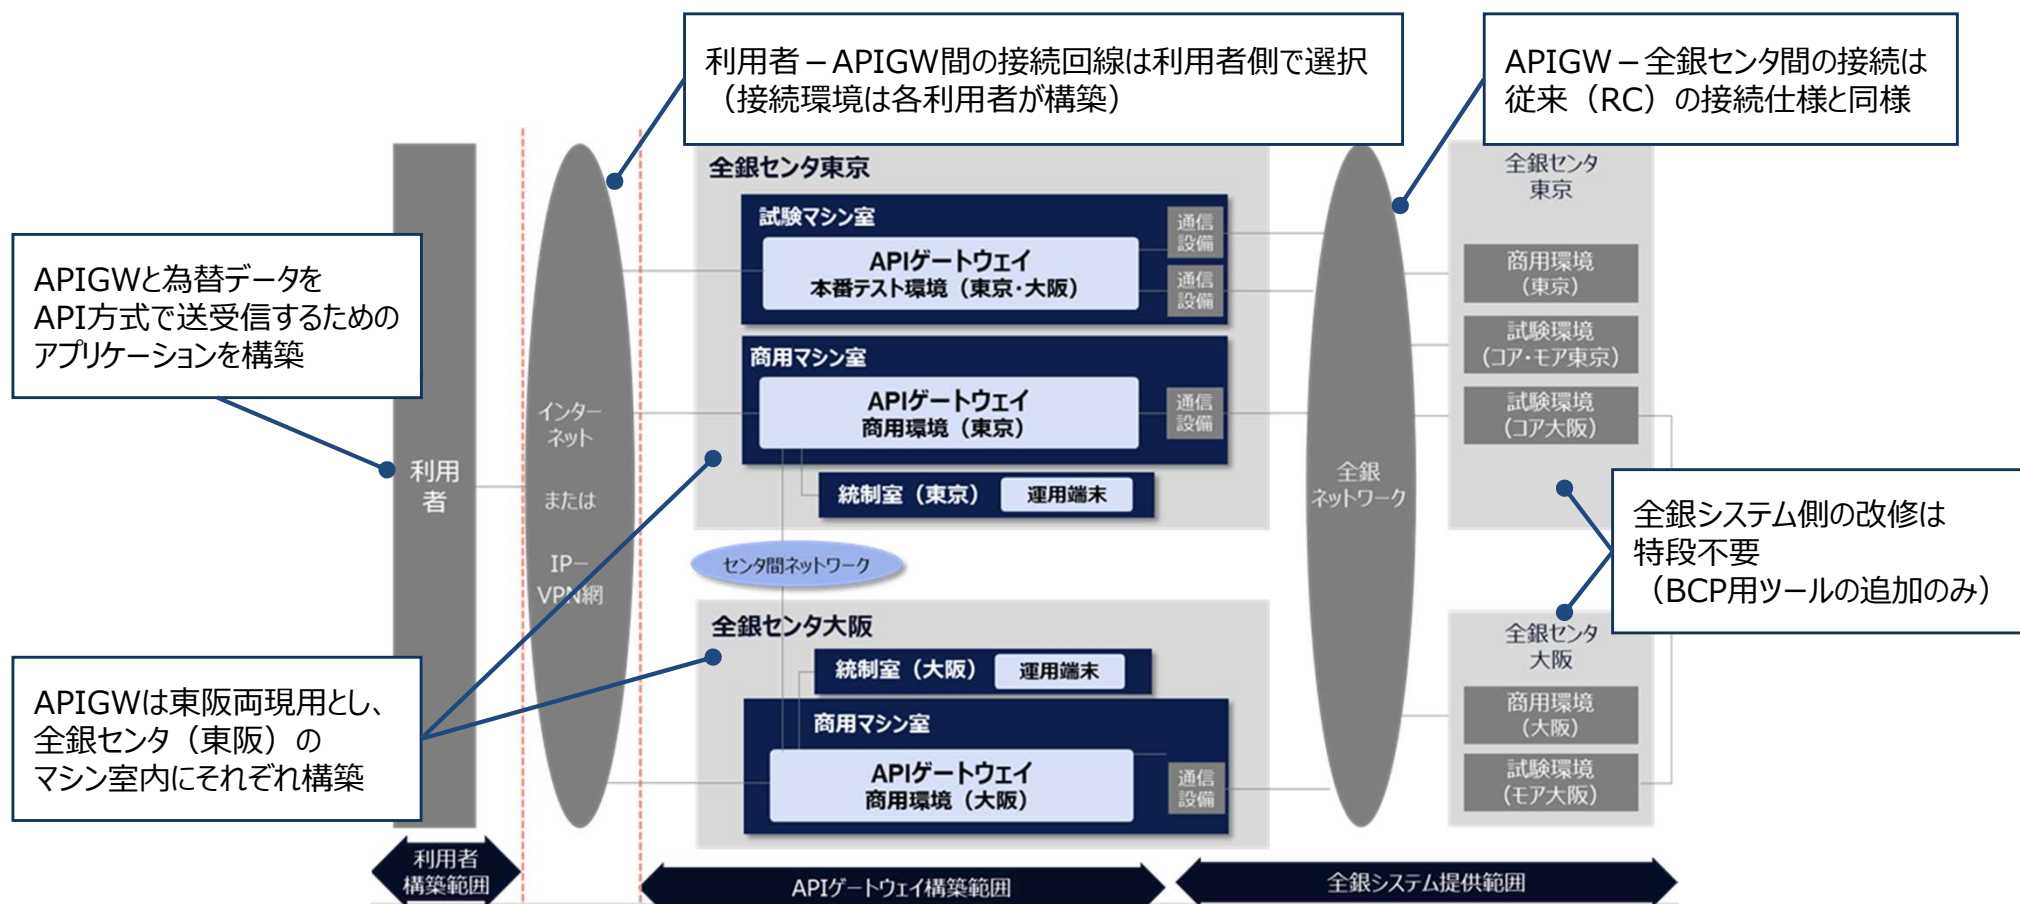 利用者－APIGW間の接続回線は利用者側で選択
（接続環境は各利用者が構築）
APIGW－全銀センタ間の接続は
従来（RC）の接続仕様と同様
APIGWと為替データを
API方式で送受信するための
アプリケーションを構築
APIGWは東阪両現用とし、
全銀センタ（東阪）の
マシン室内にそれぞれ構築
利用
者
インター
ネット
または
IP－
VPN網
全銀センタ東京
試験マシン室
APIゲートウェイ
本番テスト環境（東京・大阪）
通信
設備
通信
設備
商用マシン室
APIゲートウェイ
商用環境（東京）
通信
設備
統制室（東京）
運用端末
センタ間ネットワーク
全銀センタ大阪
統制室（大阪）
運用端末
商用マシン室
APIゲートウェイ
商用環境（大阪）
通信
設備
全銀
ネットワーク
全銀センタ
東京
商用環境
（東京）
試験環境
（コア・モア東京）
試験環境
（コア大阪）
全銀システム側の改修は
特段不要
（BCP用ツールの追加のみ）
全銀センタ
大阪
商用環境
（大阪）
試験環境
（モア大阪）
利用者
構築範囲
APIゲートウェイ構築範囲
全銀システム提供範囲